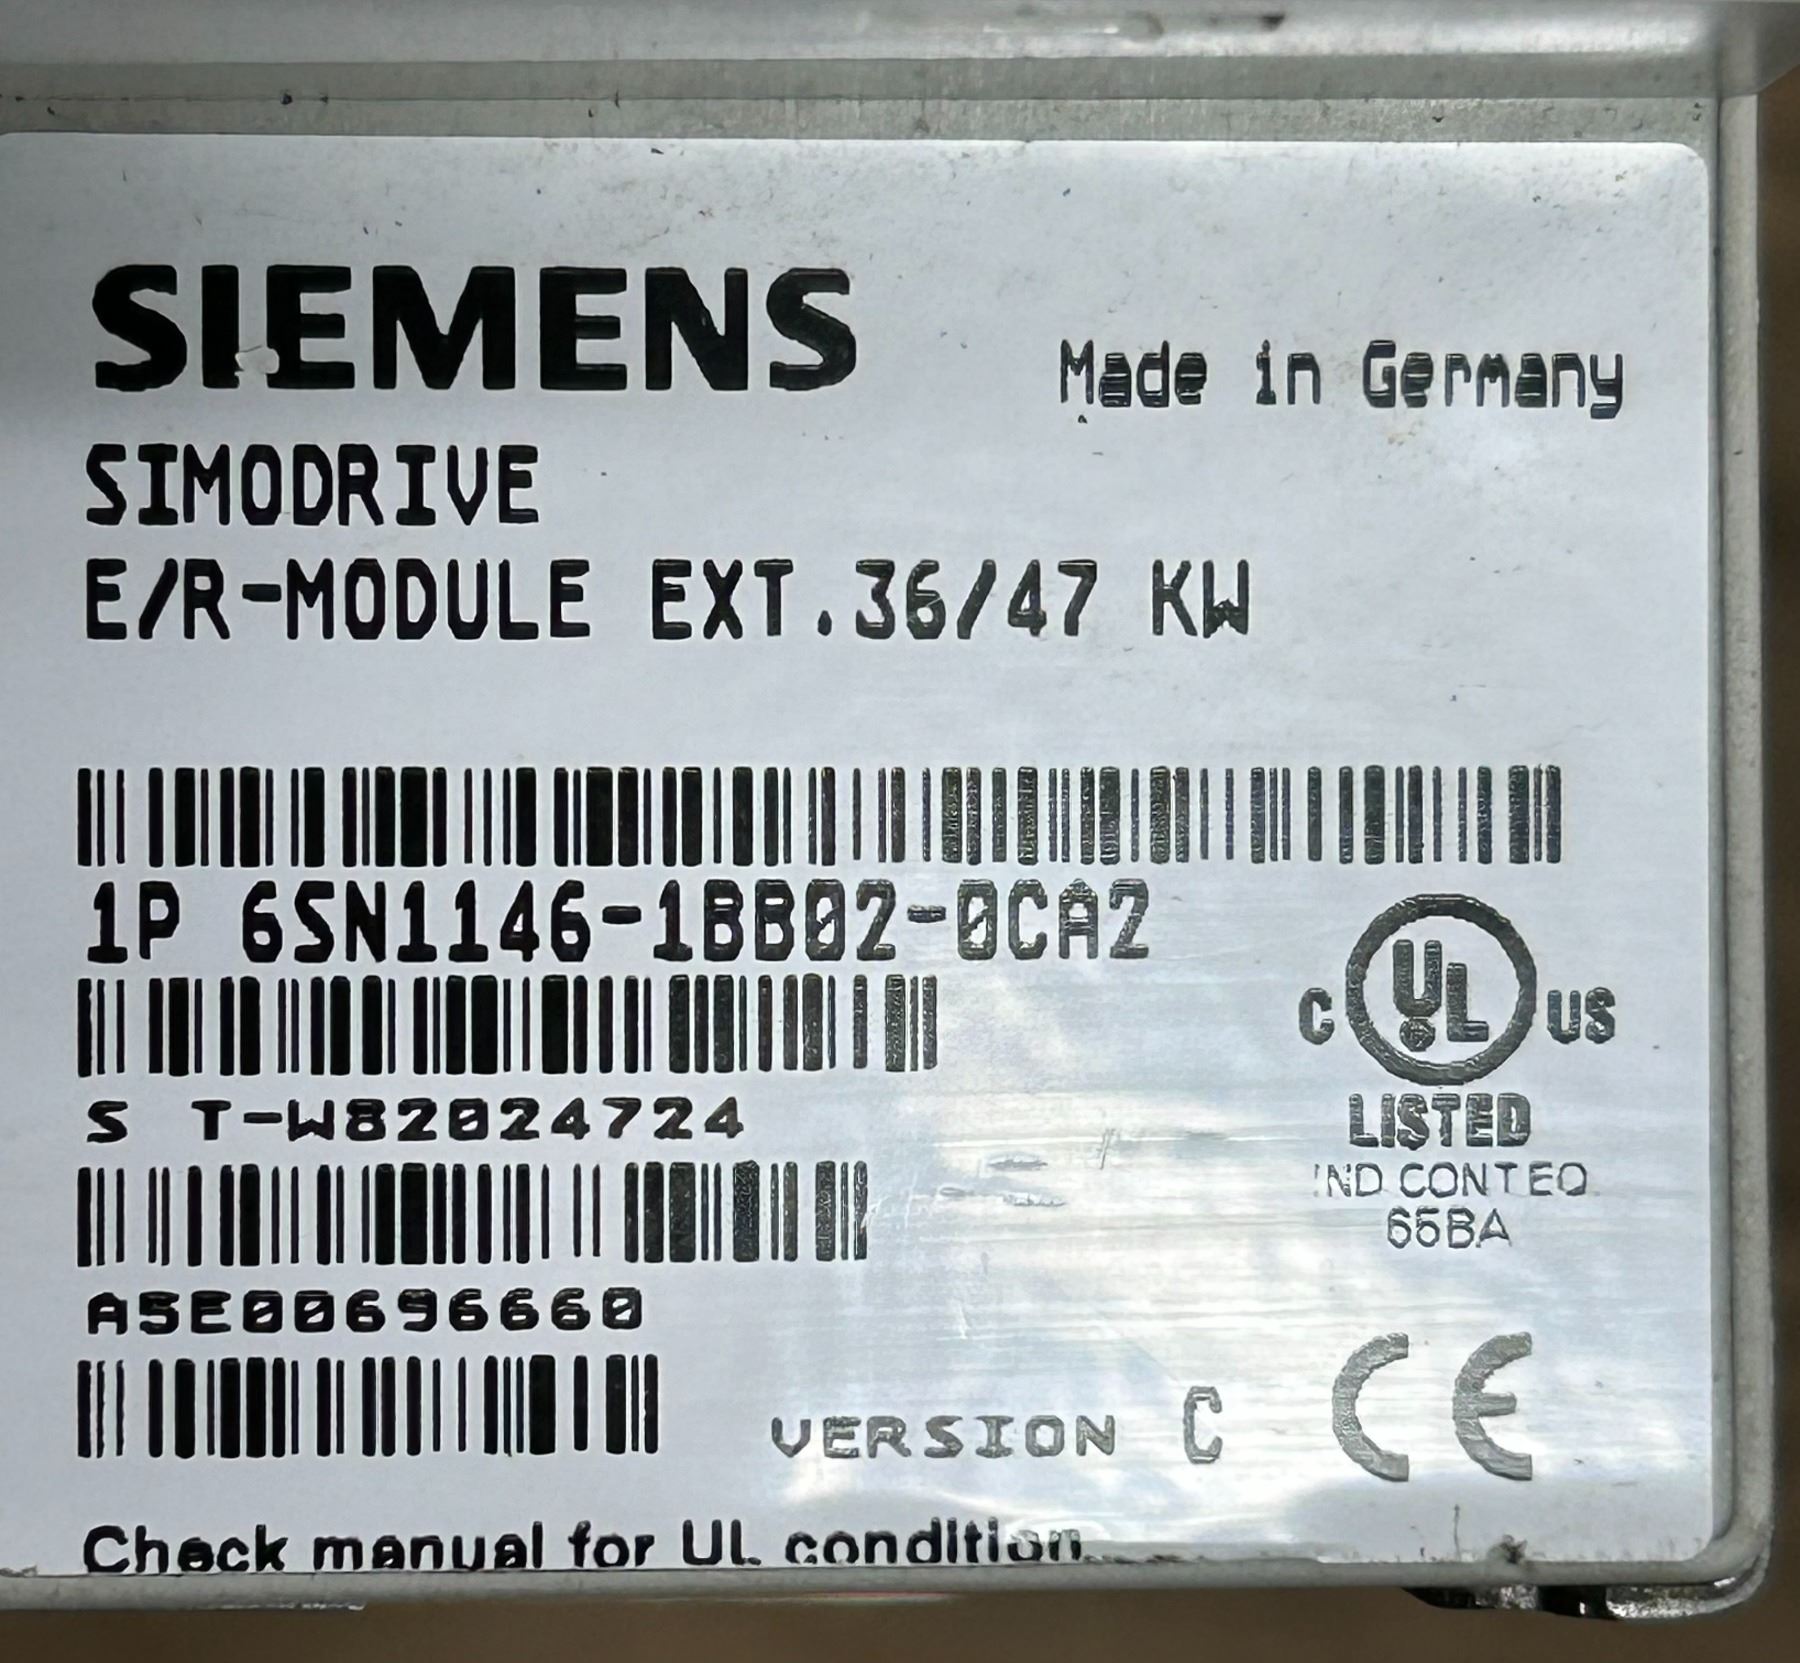 SIEMENS
Made in Germany
SIMODRIVE
E/R-MODULE EXT.36/47 KW
1P 6SN1146-1BB02-0CA2
C UL US
LISTED
IND CONT EQ.
65BA
S T-W82024724
A5E00696660
VERSION C
CE
Check manual for UL condition